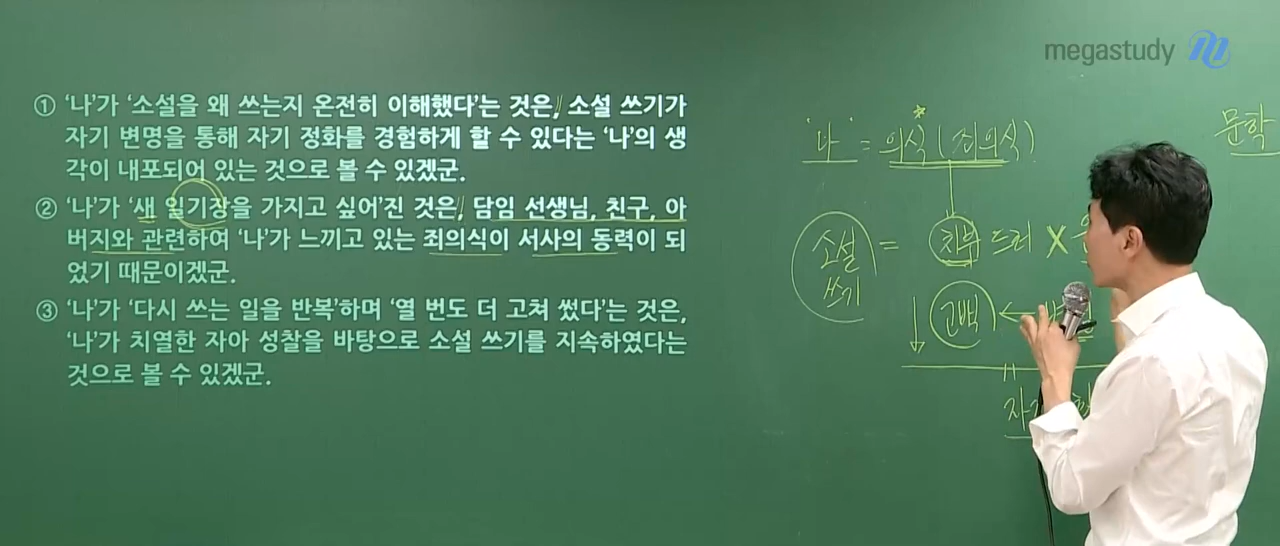 megastudy
① ‘나’가 ‘소설을 왜 쓰는지 온전히 이해했다’는 것은, 소설 쓰기가
자기 변명을 통해 자기 정화를 경험하게 할 수 있다는 ‘나’의 생
각이 내포되어 있는 것으로 볼 수 있겠군.
② ‘나’가 ‘새 일기장을 가지고 싶어’진 것은, 담임 선생님, 친구, 아
버지와 관련하여 ‘나’가 느끼고 있는 죄의식이 서사의 동력이 되
었기 때문이겠군.
③ ‘나’가 ‘다시 쓰는 일을 반복’하며 ‘열 번도 더 고쳐 썼다’는 것은,
‘나’가 치열한 자아 성찰을 바탕으로 소설 쓰기를 지속하였다는
것으로 볼 수 있겠군.
문학
‘나’ = 의식(죄의식)
소설 쓰기 = 치부 드러 X
고백 ←